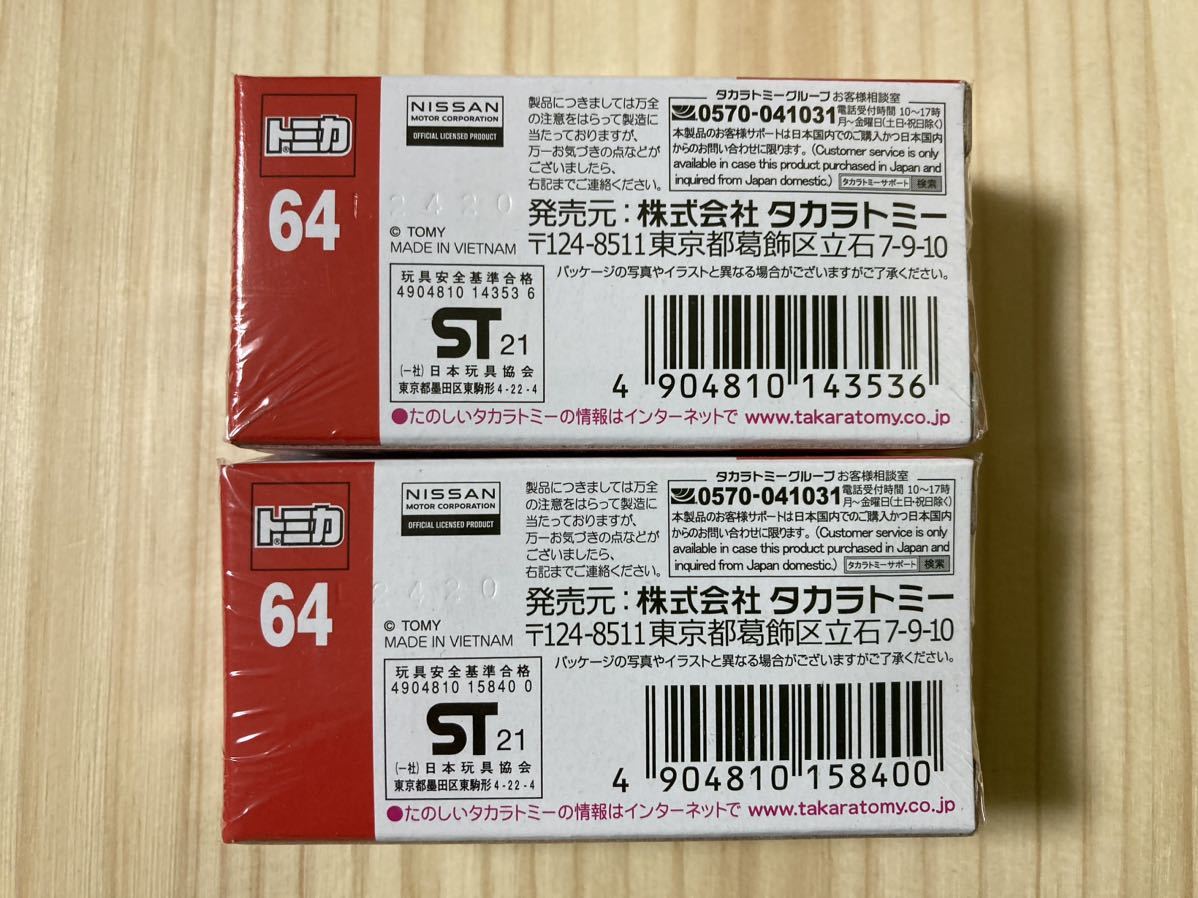 トミカ
64
NISSAN
MOTOR CORPORATION
OFFICIAL LICENSED PRODUCT
製品につきましては万全
の注意をはらって製造に
当たっておりますが、
万一お気づきの点などが
ございましたら、
右記までご連絡ください。
タカラトミーグループ お客様相談室
0570-041031 電話受付時間 10〜17時
月〜金曜日(土日・祝日除く)
本製品のお客様サポートは日本国内でのご購入かつ日本国内
からのお問い合わせに限ります。(Customer service is only
available in case this product purchased in Japan and
inquired from Japan domestic.) タカラトミーサポート 検索
2420
© TOMY
MADE IN VIETNAM
発売元:株式会社 タカラトミー
〒124-8511 東京都葛飾区立石7-9-10
パッケージの写真やイラストと異なる場合がございますがご了承ください。
玩具安全基準合格
4904810 14353 6
ST 21
(一社)日本玩具協会
東京都墨田区東駒形4-22-4
4 904810 143536
●たのしいタカラトミーの情報はインターネットで www.takaratomy.co.jp
トミカ
64
NISSAN
MOTOR CORPORATION
OFFICIAL LICENSED PRODUCT
製品につきましては万全
の注意をはらって製造に
当たっておりますが、
万一お気づきの点などが
ございましたら、
右記までご連絡ください。
タカラトミーグループ お客様相談室
0570-041031 電話受付時間 10〜17時
月〜金曜日(土日・祝日除く)
本製品のお客様サポートは日本国内でのご購入かつ日本国内
からのお問い合わせに限ります。(Customer service is only
available in case this product purchased in Japan and
inquired from Japan domestic.) タカラトミーサポート 検索
2420
© TOMY
MADE IN VIETNAM
発売元:株式会社 タカラトミー
〒124-8511 東京都葛飾区立石7-9-10
パッケージの写真やイラストと異なる場合がございますがご了承ください。
玩具安全基準合格
4904810 15840 0
ST 21
(一社)日本玩具協会
東京都墨田区東駒形4-22-4
4 904810 158400
●たのしいタカラトミーの情報はインターネットで www.takaratomy.co.jp